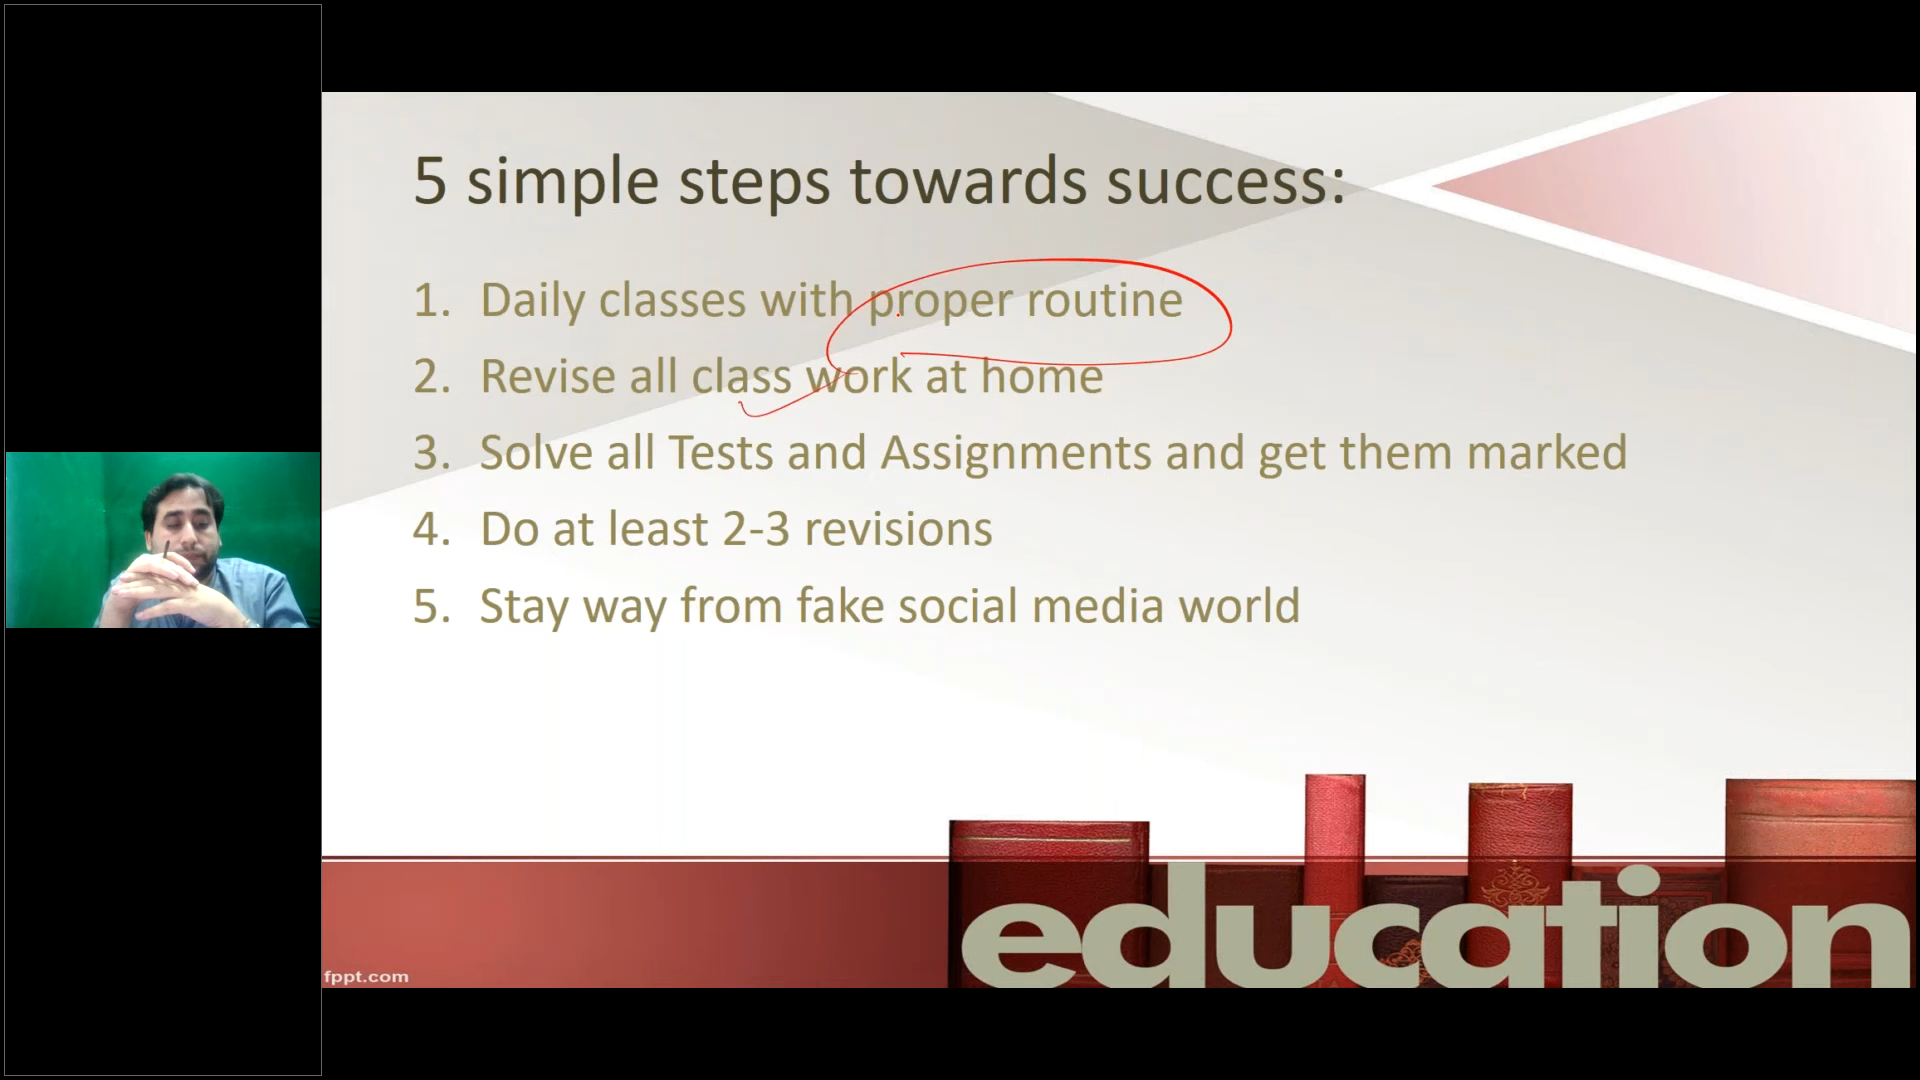 5 simple steps towards success:
1. Daily classes with proper routine
2. Revise all class work at home
3. Solve all Tests and Assignments and get them marked
4. Do at least 2-3 revisions
5. Stay way from fake social media world
education
fppt.com